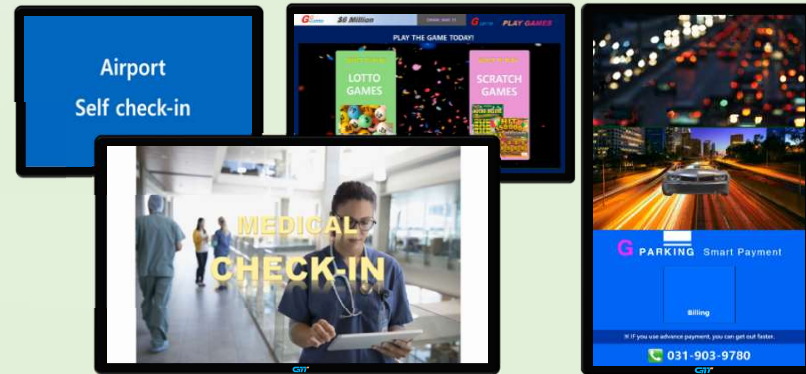 Airport
Self check-in
$6 Million
PLAY GAMES
PLAY THE GAME TODAY!
LOTTO
GAMES
SCRATCH
GAMES
MEDICAL
CHECK-IN
G PARKING Smart Payment
Billing
※ IF you use advance payment, you can get out faster.
031-903-9780